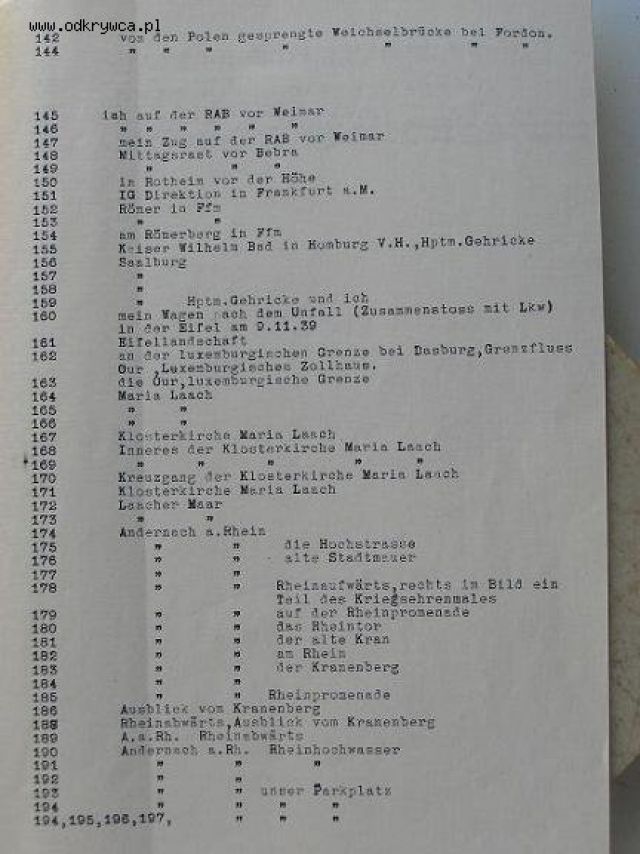 www.odkrywca.pl
142 von den Polen gesprengte Weichselbrücke bei Fordon.
144 " " " " " " "
145 ich auf der RAB vor Weimar
146 " " " " " "
147 mein Zug auf der RAB vor Weimar
148 Mittagsrast vor Bebra
149 " " "
150 in Rotheim vor der Höhe
151 IG Direktion in Frankfurt a.M.
152 Römer in Ffm
153 " "
154 am Römerberg in Ffm
155 Kaiser Wilhelm Bad in Homburg V.H.,Hptm.Gehricke
156 Saalburg
157 "
158 "
159 " Hptm.Gehricke und ich
160 mein Wagen nach dem Unfall (Zusammenstoss mit Lkw)
in der Eifel am 9.11.39
161 Eifellandschaft
162 an der luxemburgischen Grenze bei Dasburg,Grenzfluss
Our ,Luxemburgisches Zollhaus.
163 die Our,luxemburgische Grenze
164 Maria Laach
165 " "
166 " "
167 Klosterkirche Maria Laach
168 Inneres der Klosterkirche Maria Laach
169 " " " " "
170 Kreuzgang der Klosterkirche Maria Laach
171 Klosterkirche Maria Laach
172 Laacher Maar
173 " "
174 Andernach a.Rhein
175 " " die Hochstrasse
176 " " - alte Stadtmauer
177 " "
178 " " Rheinaufwärts,rechts im Bild ein
Teil des Kriegsehrenmales
179 " " auf der Rheinpromenade
180 " " das Rheintor
181 " " der alte Kran
182 " " am Rhein
183 " " der Kranenberg
184 " "
185 " " Rheinpromenade
186 Ausblick vom Kranenberg
188 Rheinabwärts,Ausblick vom Kranenberg
189 A.a.Rh. Rheinabwärts
190 Andernach a.Rh. Rheinhochwasser
191 " " "
192 " "
193 " " unser Parkplatz
194 " " " "
194,195,196,197, " " "